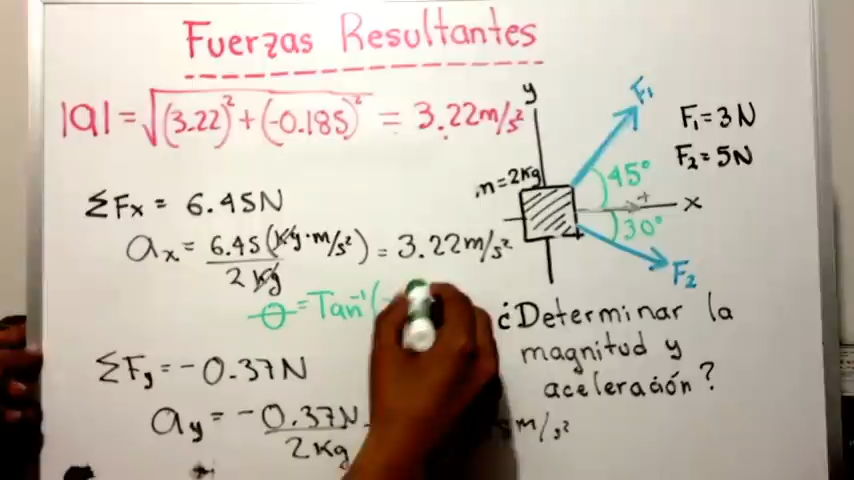 Fuerzas Resultantes
|a| = √(3.22)² + (-0.185)² = 3.22m/s²
ΣFx = 6.45N
ax = 6.45(Kg·m/s²) = 3.22m/s²
2Kg
θ = Tan⁻¹(
ΣFy = -0.37N
ay = -0.37N
2Kg
m/s²
y
F₁
F₁=3N
F₂=5N
m=2Kg
45°
+
x
30°
F₂
¿Determinar la
magnitud y
aceleración?